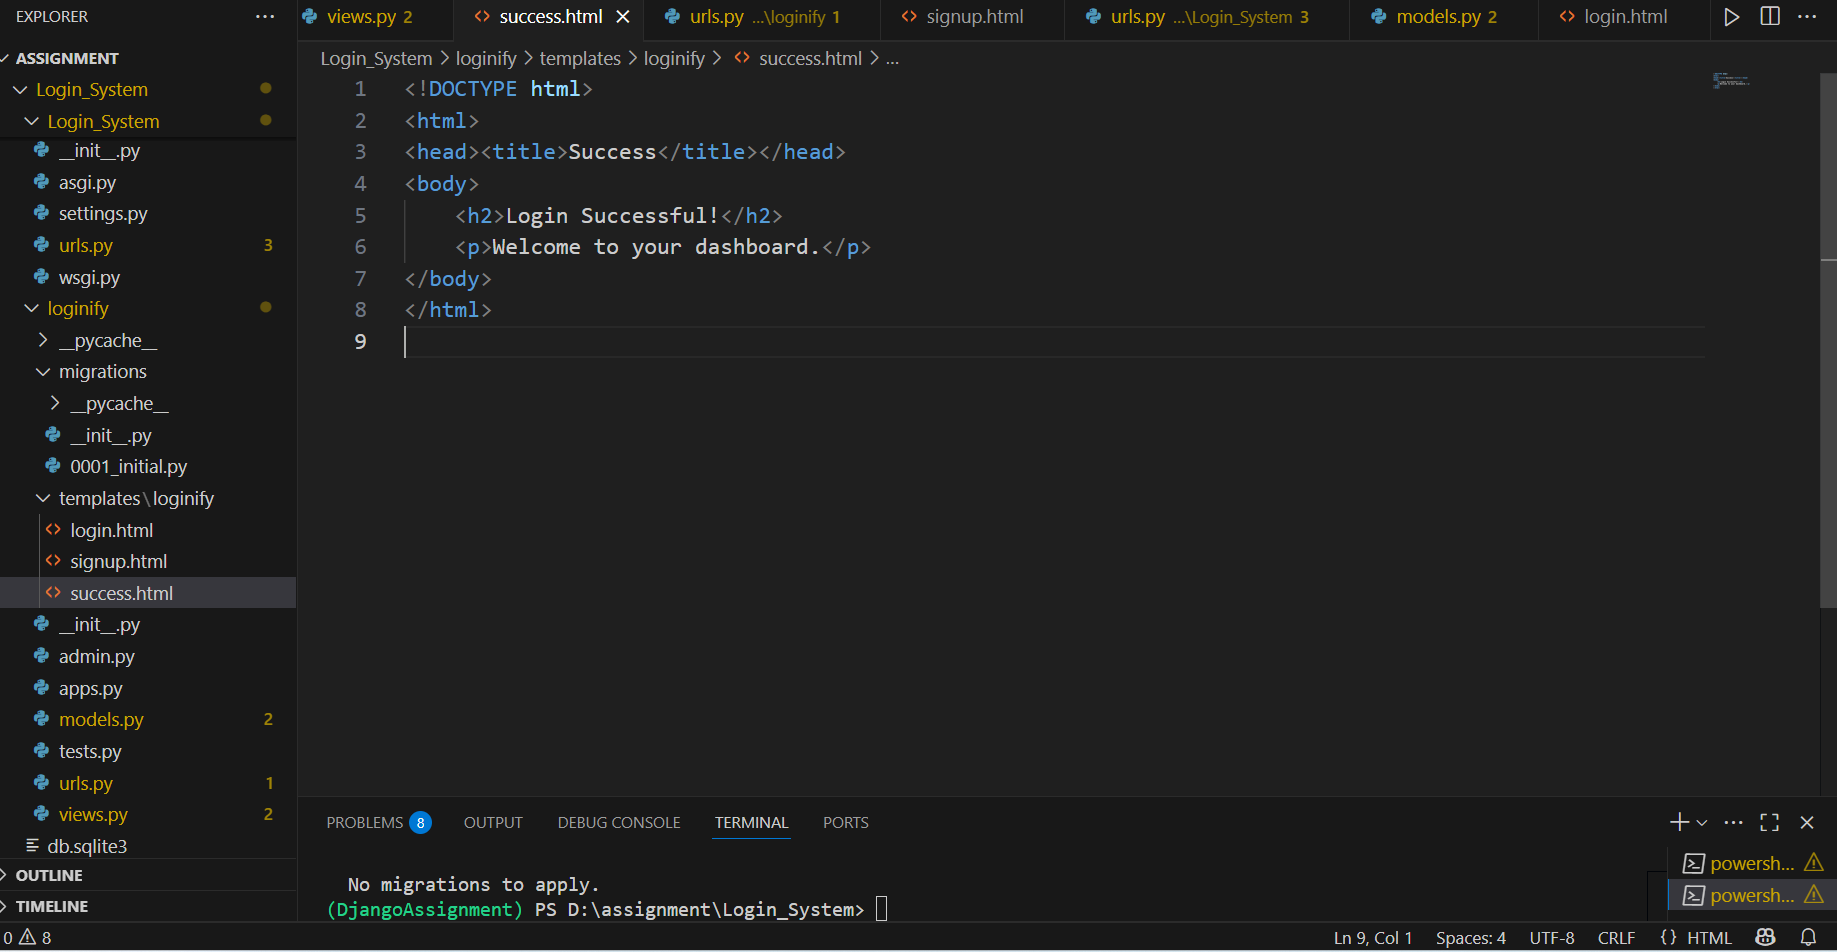 EXPLORER
ASSIGNMENT
Login_System
Login_System
__init__.py
asgi.py
settings.py
urls.py 3
wsgi.py
loginify
__pycache__
migrations
__pycache__
__init__.py
0001_initial.py
templates\loginify
login.html
signup.html
success.html
__init__.py
admin.py
apps.py
models.py 2
tests.py
urls.py 1
views.py 2
db.sqlite3
OUTLINE
TIMELINE
views.py 2 success.html urls.py ...\loginify 1 signup.html urls.py ...\Login_System 3 models.py 2 login.html
Login_System > loginify > templates > loginify > success.html > ...
1 <!DOCTYPE html>
2 <html>
3 <head><title>Success</title></head>
4 <body>
5 <h2>Login Successful!</h2>
6 <p>Welcome to your dashboard.</p>
7 </body>
8 </html>
9
PROBLEMS 8 OUTPUT DEBUG CONSOLE TERMINAL PORTS
No migrations to apply.
(DjangoAssignment) PS D:\assignment\Login_System>
powersh...
powersh...
0 8 Ln 9, Col 1 Spaces: 4 UTF-8 CRLF {} HTML